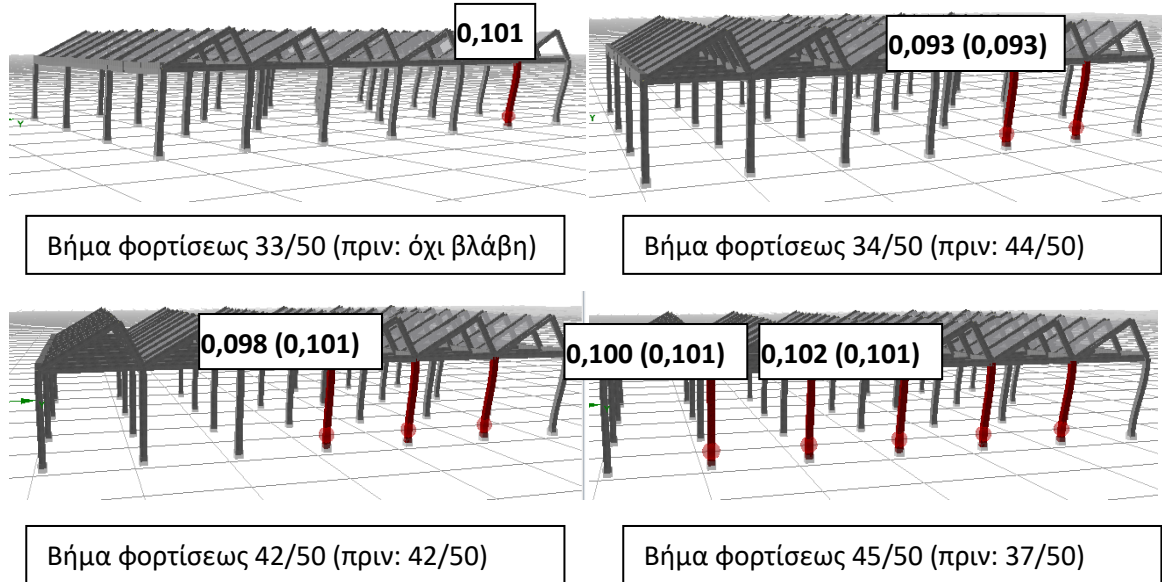 0,101
0,093 (0,093)
Y
Y
Βήμα φορτίσεως 33/50 (πριν: όχι βλάβη)
Βήμα φορτίσεως 34/50 (πριν: 44/50)
0,098 (0,101)
0,100 (0,101)
0,102 (0,101)
Βήμα φορτίσεως 42/50 (πριν: 42/50)
Βήμα φορτίσεως 45/50 (πριν: 37/50)